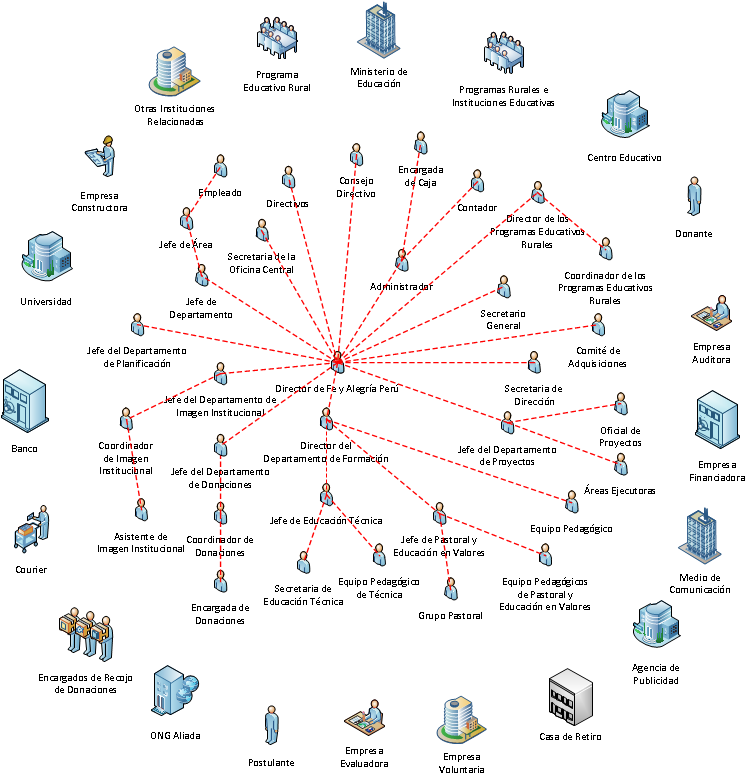 Programa
Educativo Rural
Ministerio de
Educación
Programas Rurales e
Instituciones Educativas
Otras Instituciones
Relacionadas
Centro Educativo
Empresa
Constructora
Empleado
Directivos
Consejo
Directivo
Encargada
de Caja
Contador
Director de los
Programas Educativos
Rurales
Donante
Jefe de Área
Secretaria de la
Oficina Central
Administrador
Coordinador de los
Programas Educativos
Rurales
Universidad
Jefe de
Departamento
Secretario
General
Empresa
Auditora
Jefe del Departamento
de Planificación
Comité de
Adquisiciones
Director de Fe y Alegría Perú
Secretaria de
Dirección
Jefe del Departamento de
Imagen Institucional
Banco
Coordinador
de Imagen
Institucional
Jefe del Departamento
de Donaciones
Director del
Departamento de Formación
Jefe del Departamento
de Proyectos
Oficial de
Proyectos
Empresa
Financiadora
Áreas Ejecutoras
Equipo Pedagógico
Asistente de
Imagen Institucional
Coordinador de
Donaciones
Jefe de Educación Técnica
Jefe de Pastoral y
Educación en Valores
Courier
Encargada de
Donaciones
Secretaria de
Educación Técnica
Equipo Pedagógico
de Técnica
Grupo Pastoral
Equipo Pedagógicos
de Pastoral y
Educación en Valores
Medio de
Comunicación
Encargados de Recojo
de Donaciones
Agencia de
Publicidad
ONG Aliada
Postulante
Empresa
Evaluadora
Empresa
Voluntaria
Casa de Retiro